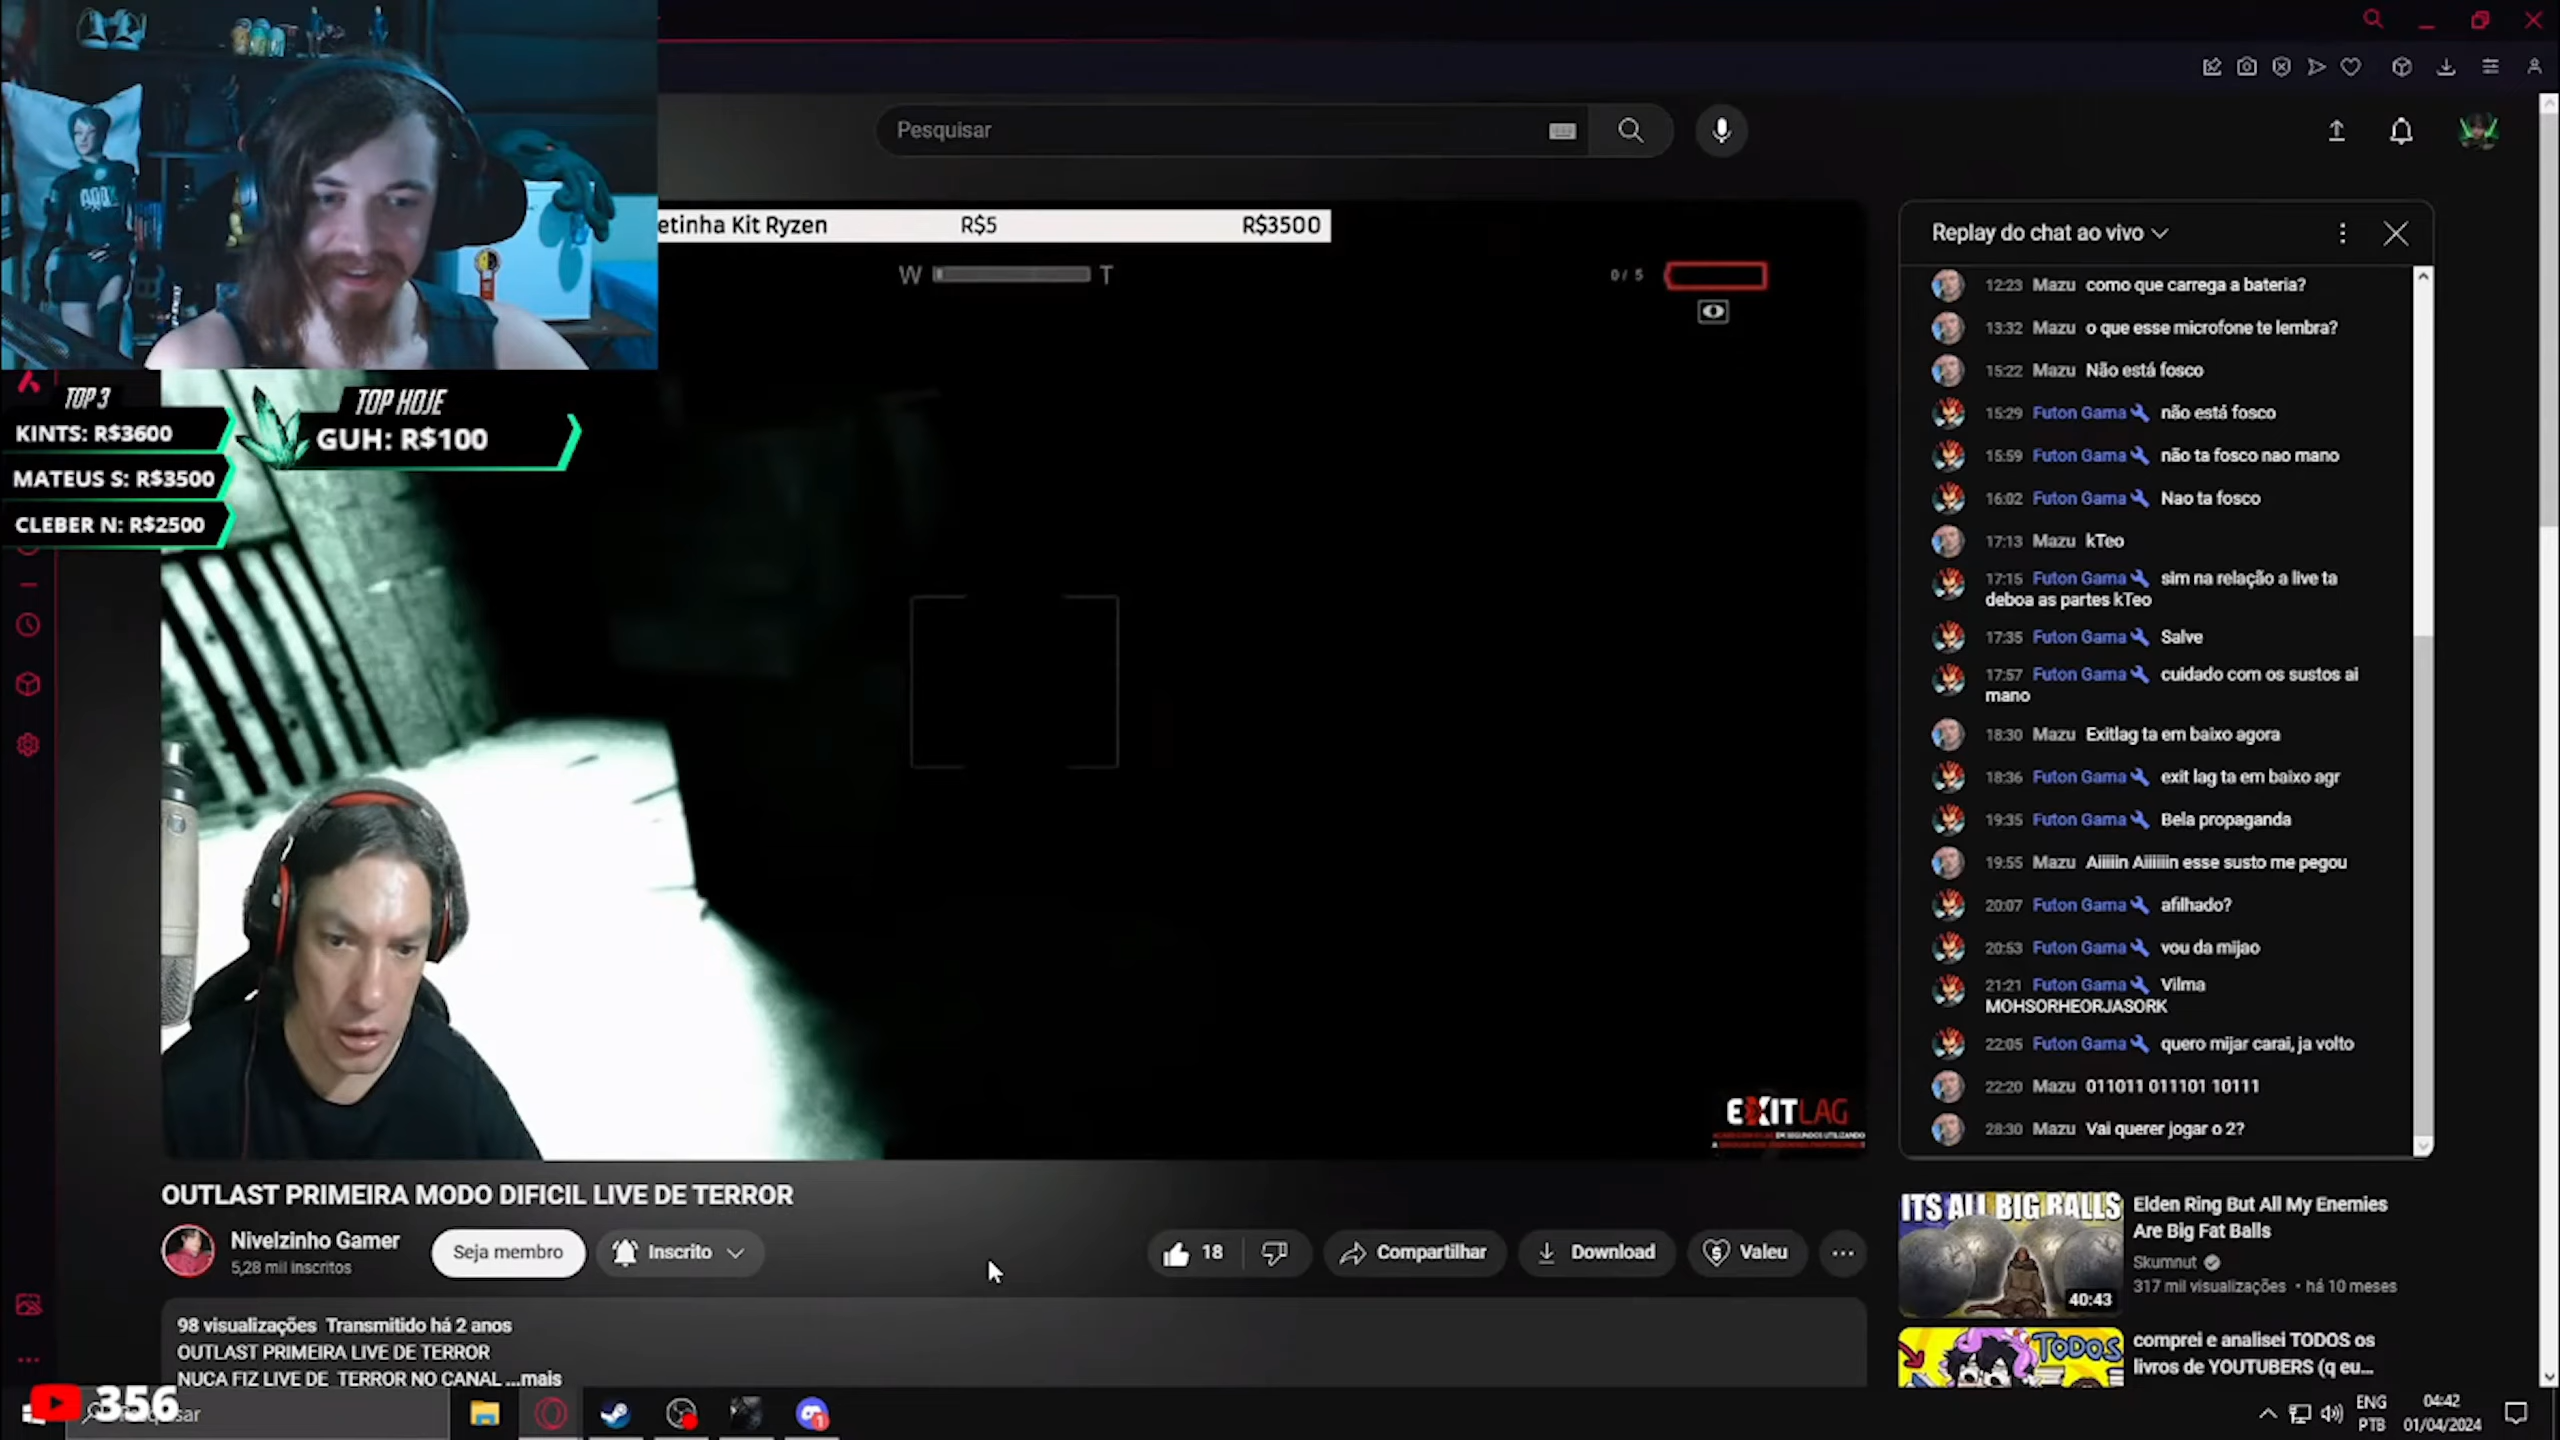 Pesquisar
etinha Kit Ryzen R$5 R$3500
W T
0 / 5
TOP 3
KINTS: R$3600
MATEUS S: R$3500
CLEBER N: R$2500
TOP HOJE
GUH: R$100
EXITLAG
OUTLAST PRIMEIRA MODO DIFICIL LIVE DE TERROR
Nivelzinho Gamer
5,28 mil inscritos
Seja membro
Inscrito
18
Compartilhar
Download
Valeu
98 visualizações Transmitido há 2 anos
OUTLAST PRIMEIRA LIVE DE TERROR
NUCA FIZ LIVE DE TERROR NO CANAL ...mais
Replay do chat ao vivo
12:23 Mazu como que carrega a bateria?
13:32 Mazu o que esse microfone te lembra?
15:22 Mazu Não está fosco
15:29 Futon Gama não está fosco
15:59 Futon Gama não ta fosco nao mano
16:02 Futon Gama Nao ta fosco
17:13 Mazu kTeo
17:15 Futon Gama sim na relação a live ta
deboa as partes kTeo
17:35 Futon Gama Salve
17:57 Futon Gama cuidado com os sustos ai
mano
18:30 Mazu Exitlag ta em baixo agora
18:36 Futon Gama exit lag ta em baixo agr
19:35 Futon Gama Bela propaganda
19:55 Mazu Aiiiiin Aiiiiiin esse susto me pegou
20:07 Futon Gama afilhado?
20:53 Futon Gama vou da mijao
21:21 Futon Gama Vilma
MOHSORHEORJASORK
22:05 Futon Gama quero mijar carai, ja volto
22:20 Mazu 011011 011101 10111
28:30 Mazu Vai querer jogar o 2?
ITS ALL BIG BALLS
40:43
Elden Ring But All My Enemies
Are Big Fat Balls
Skumnut
317 mil visualizações • há 10 meses
TODOS
comprei e analisei TODOS os
livros de YOUTUBERS (q eu...
356
sar
1
ENG
PTB
04:42
01/04/2024